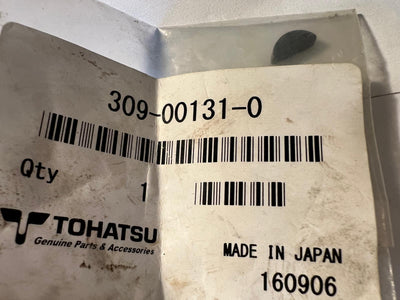 309-00131-0
Qty
1
TOHATSU
Genuine Parts & Accessories
MADE IN JAPAN
160906